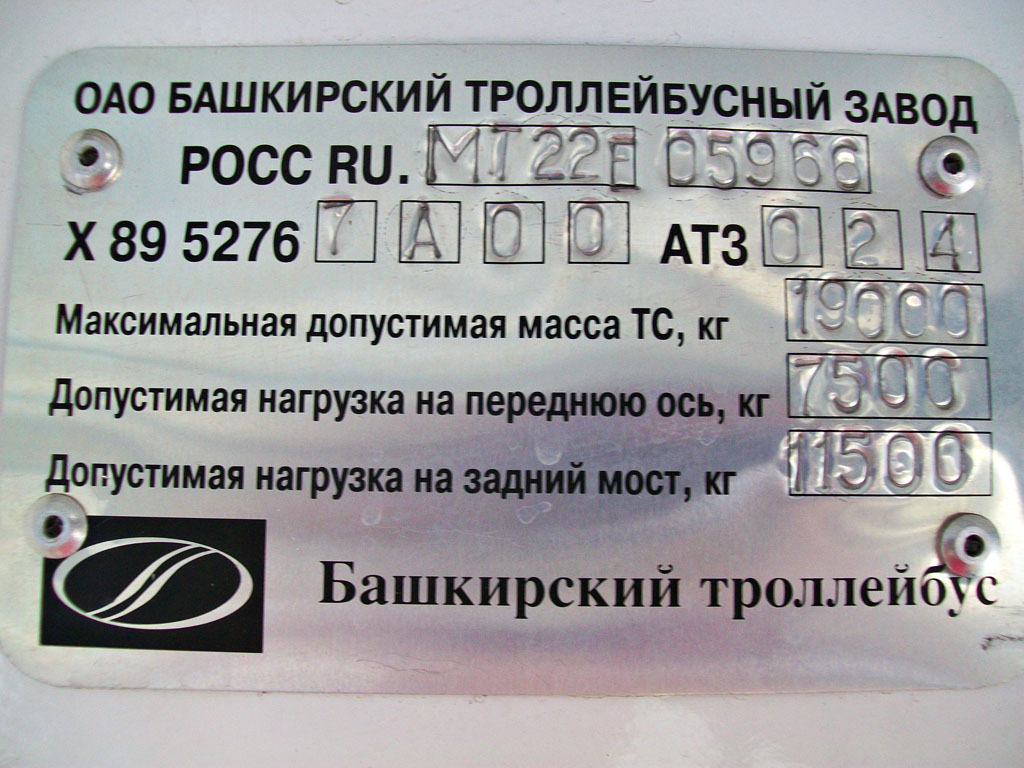 ОАО БАШКИРСКИЙ ТРОЛЛЕЙБУСНЫЙ ЗАВОД
РОСС RU. МТ22Е 05966
Х 89 5276 7 А 0 0 АТЗ 0 2 4
Максимальная допустимая масса ТС, кг 19000
Допустимая нагрузка на переднюю ось, кг 7500
Допустимая нагрузка на задний мост, кг 11500
Башкирский троллейбус